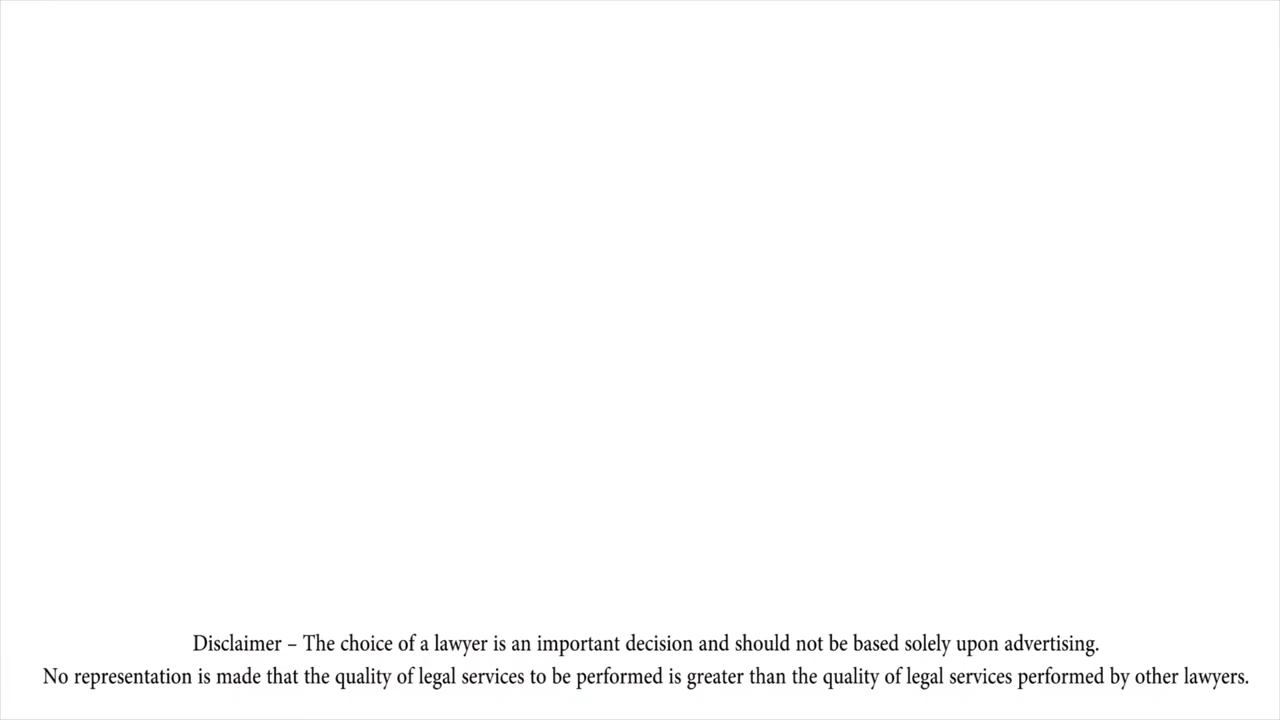 Disclaimer – The choice of a lawyer is an important decision and should not be based solely upon advertising.
No representation is made that the quality of legal services to be performed is greater than the quality of legal services performed by other lawyers.